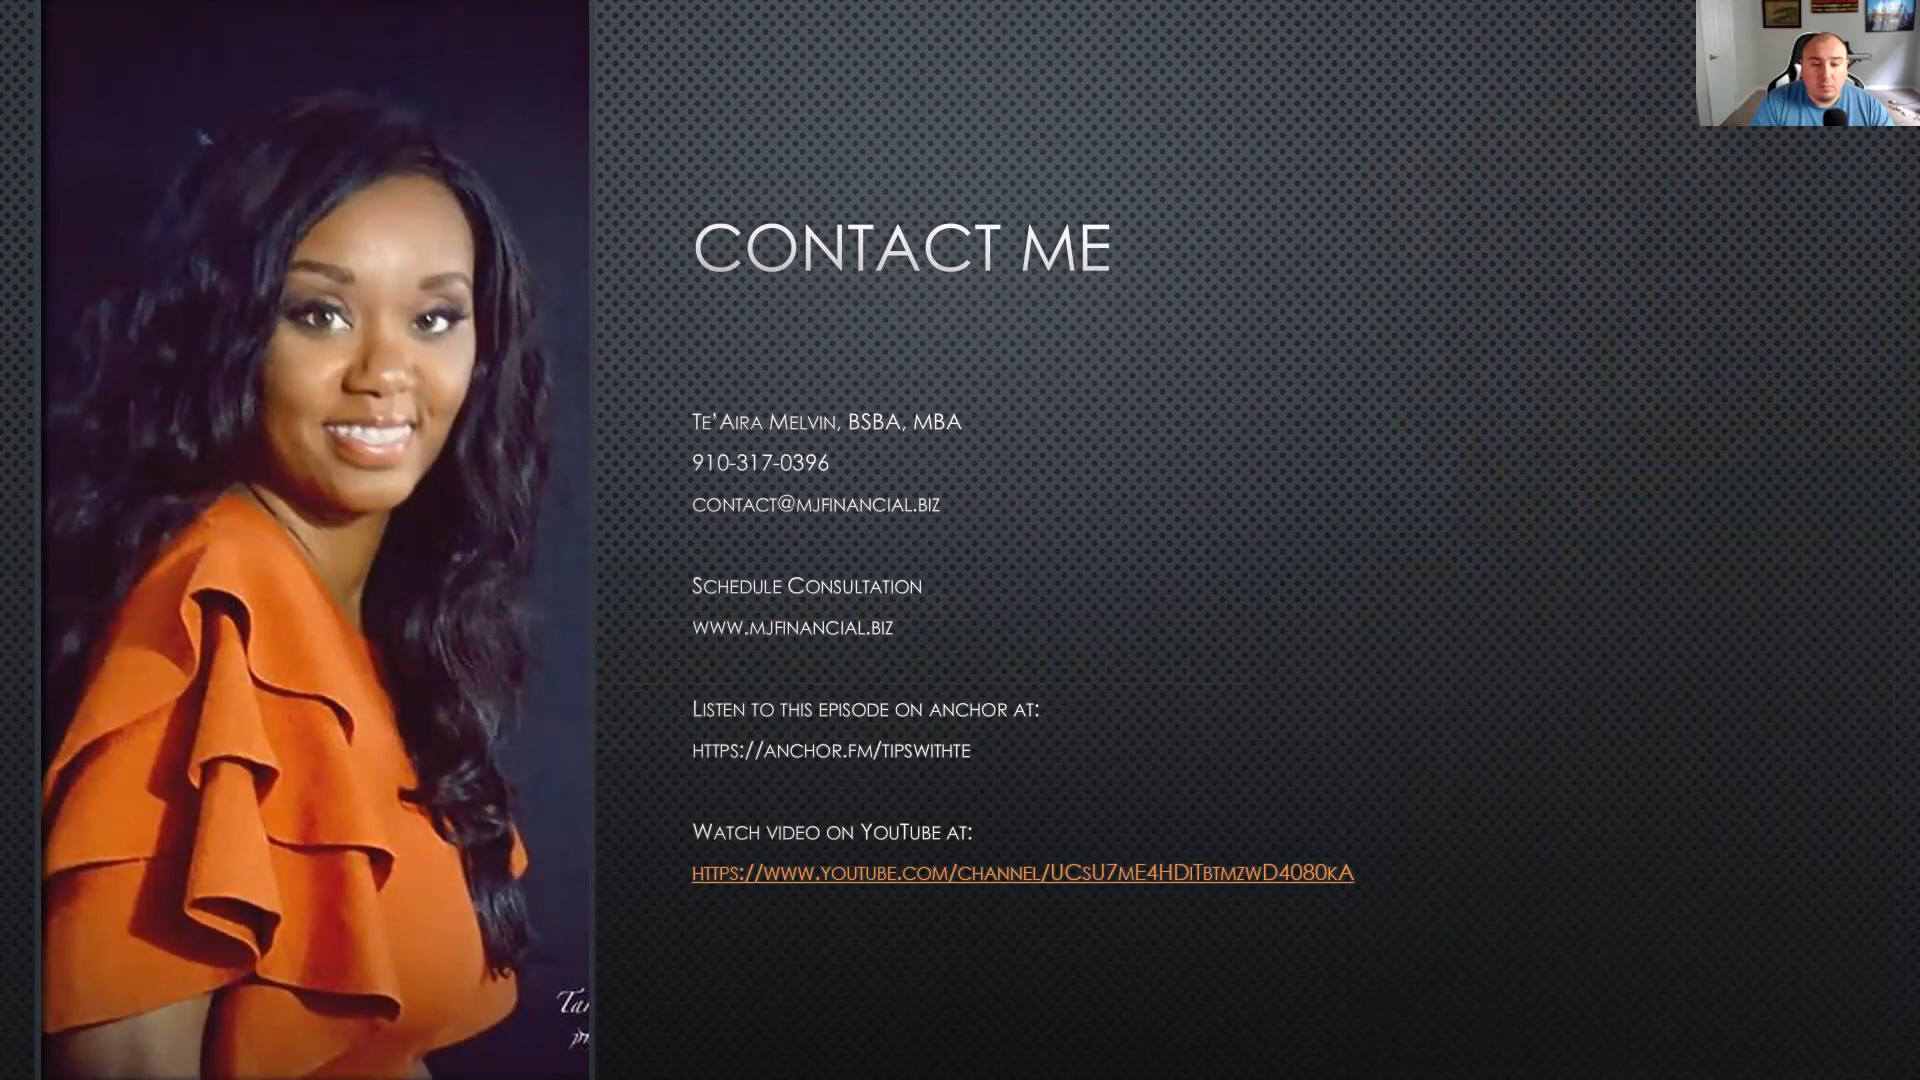 CONTACT ME
TE'AIRA MELVIN, BSBA, MBA
910-317-0396
CONTACT@MJFINANCIAL.BIZ
SCHEDULE CONSULTATION
WWW.MJFINANCIAL.BIZ
LISTEN TO THIS EPISODE ON ANCHOR AT:
HTTPS://ANCHOR.FM/TIPSWITHTE
WATCH VIDEO ON YOUTUBE AT:
HTTPS://WWW.YOUTUBE.COM/CHANNEL/UCSU7ME4HDITBTMZWD4080KA